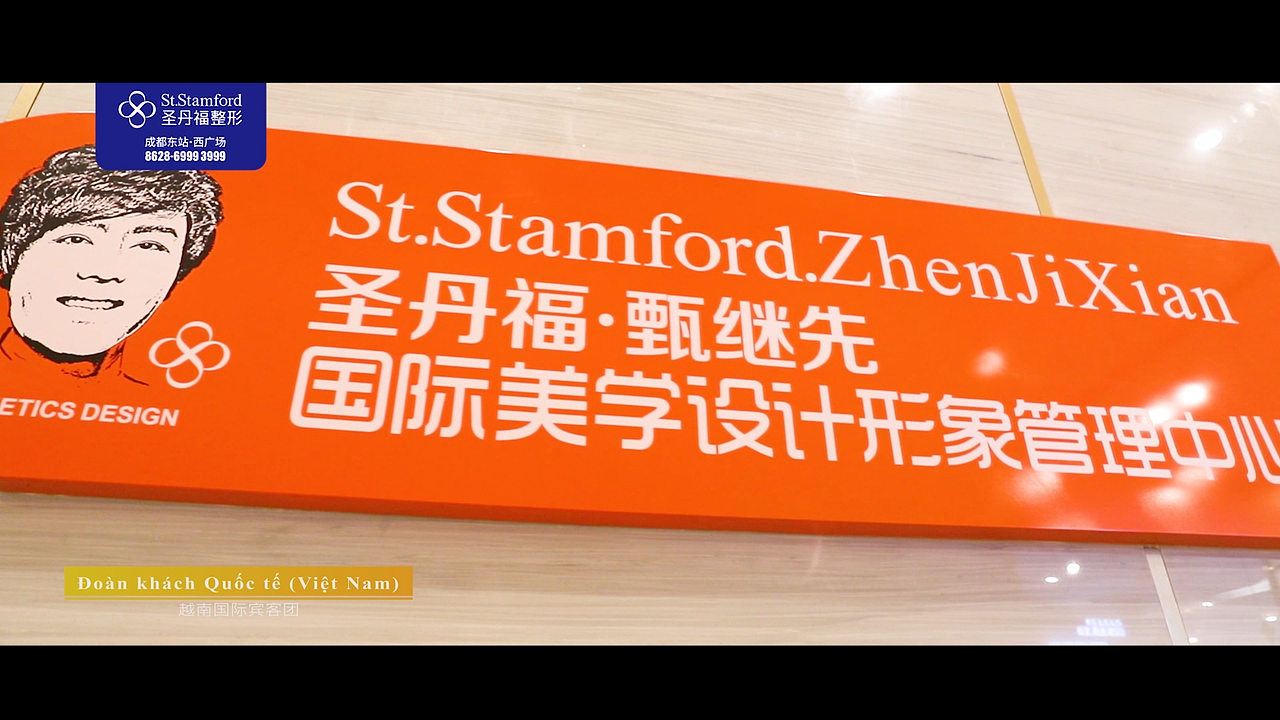 St.Stamford
圣丹福整形
成都东站·西广场
8628-6999 3999
St.Stamford.ZhenJiXian
圣丹福·甄继先
国际美学设计形象管理中心
ETICS DESIGN
Đoàn khách Quốc tế (Việt Nam)
越南国际宾客团